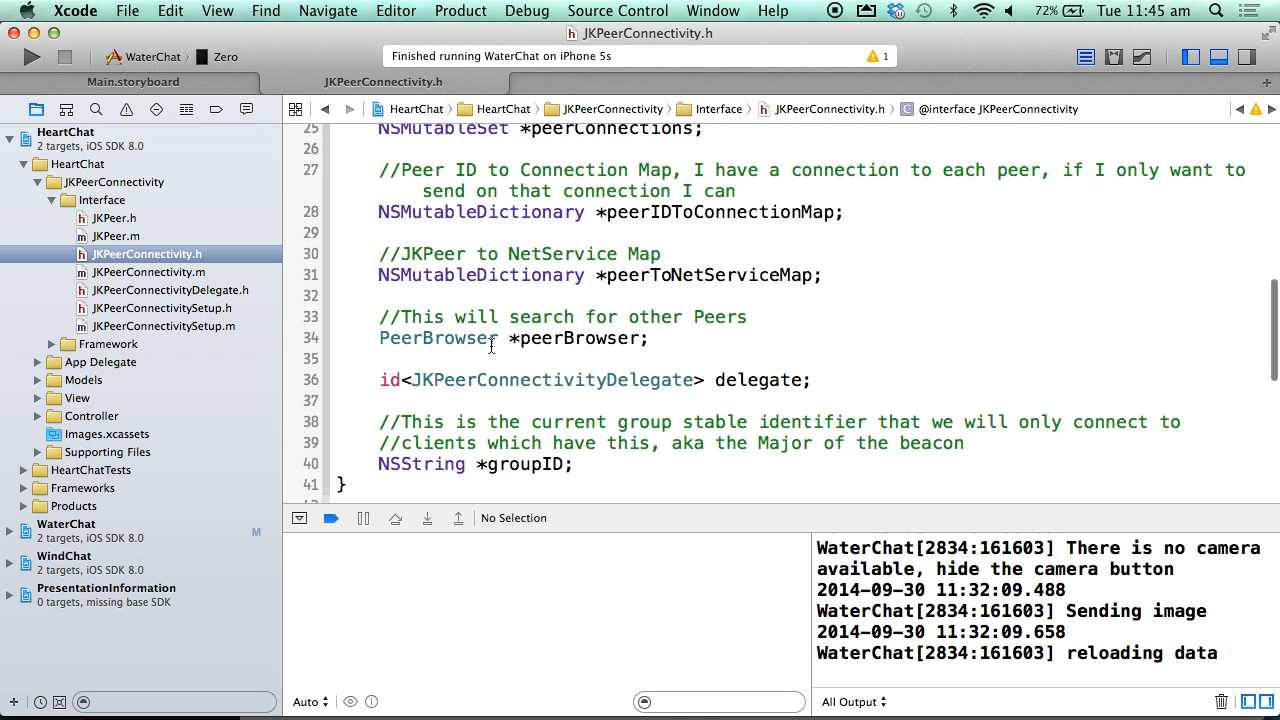 Xcode File Edit View Find Navigate Editor Product Debug Source Control Window Help 72% Tue 11:45 am
JKPeerConnectivity.h
WaterChat Zero Finished running WaterChat on iPhone 5s 1
Main.storyboard JKPeerConnectivity.h +
HeartChat HeartChat JKPeerConnectivity Interface JKPeerConnectivity.h @interface JKPeerConnectivity
HeartChat
2 targets, iOS SDK 8.0
HeartChat
JKPeerConnectivity
Interface
JKPeer.h
JKPeer.m
JKPeerConnectivity.h
JKPeerConnectivity.m
JKPeerConnectivityDelegate.h
JKPeerConnectivitySetup.h
JKPeerConnectivitySetup.m
Framework
App Delegate
Models
View
Controller
Images.xcassets
Supporting Files
HeartChatTests
Frameworks
Products
WaterChat M
2 targets, iOS SDK 8.0
WindChat
2 targets, iOS SDK 8.0
PresentationInformation
0 targets, missing base SDK
25 NSMutableSet *peerConnections;
26
27 //Peer ID to Connection Map, I have a connection to each peer, if I only want to
send on that connection I can
28 NSMutableDictionary *peerIDToConnectionMap;
29
30 //JKPeer to NetService Map
31 NSMutableDictionary *peerToNetServiceMap;
32
33 //This will search for other Peers
34 PeerBrowser *peerBrowser;
35
36 id<JKPeerConnectivityDelegate> delegate;
37
38 //This is the current group stable identifier that we will only connect to
39 //clients which have this, aka the Major of the beacon
40 NSString *groupID;
41 }
No Selection
WaterChat[2834:161603] There is no camera
available, hide the camera button
2014-09-30 11:32:09.488
WaterChat[2834:161603] Sending image
2014-09-30 11:32:09.658
WaterChat[2834:161603] reloading data
Auto
All Output